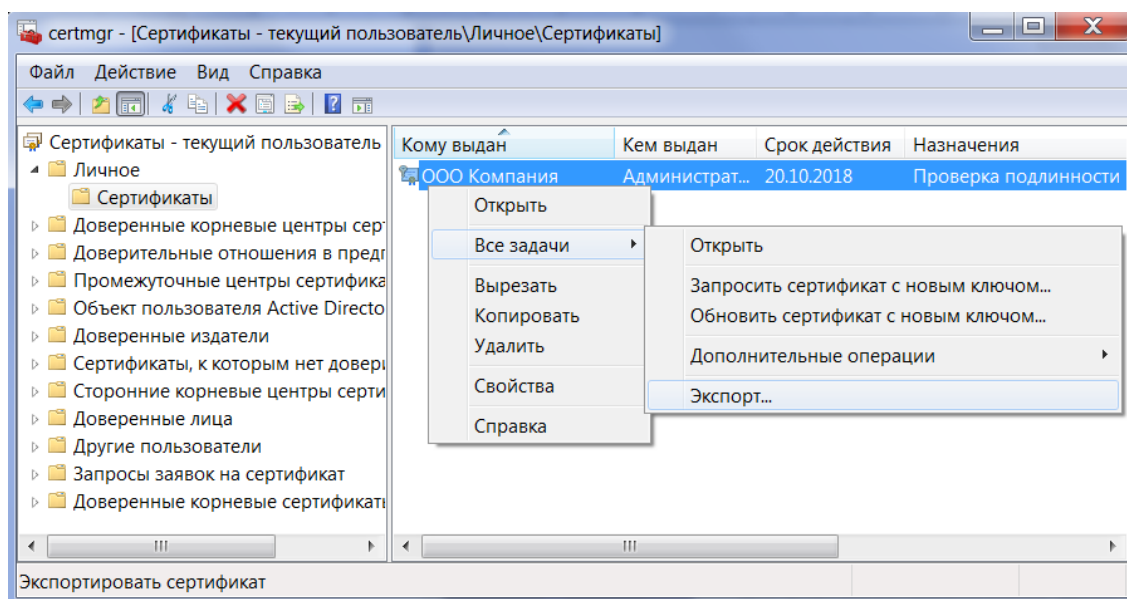 certmgr - [Сертификаты - текущий пользователь\Личное\Сертификаты]
Файл Действие Вид Справка
Сертификаты - текущий пользователь
Личное
Сертификаты
Доверенные корневые центры серт
Доверительные отношения в предп
Промежуточные центры сертифика
Объект пользователя Active Directo
Доверенные издатели
Сертификаты, к которым нет довери
Сторонние корневые центры серти
Доверенные лица
Другие пользователи
Запросы заявок на сертификат
Доверенные корневые сертификаты
Кому выдан Кем выдан Срок действия Назначения
ООО Компания Администрат... 20.10.2018 Проверка подлинности
Открыть
Все задачи
Вырезать
Копировать
Удалить
Свойства
Справка
Открыть
Запросить сертификат с новым ключом...
Обновить сертификат с новым ключом...
Дополнительные операции
Экспорт...
Экспортировать сертификат